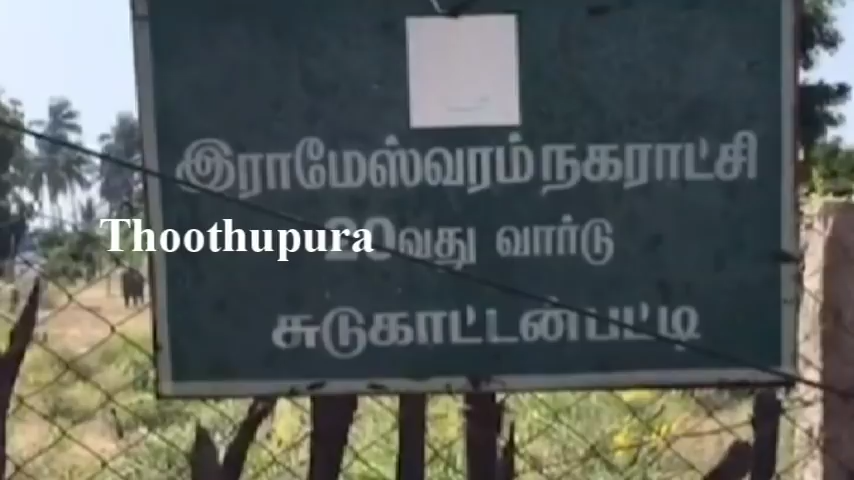 இராமேஸ்வரம் நகராட்சி
Thoothupura
20வது வார்டு
சுடுகாட்டன்பட்டி